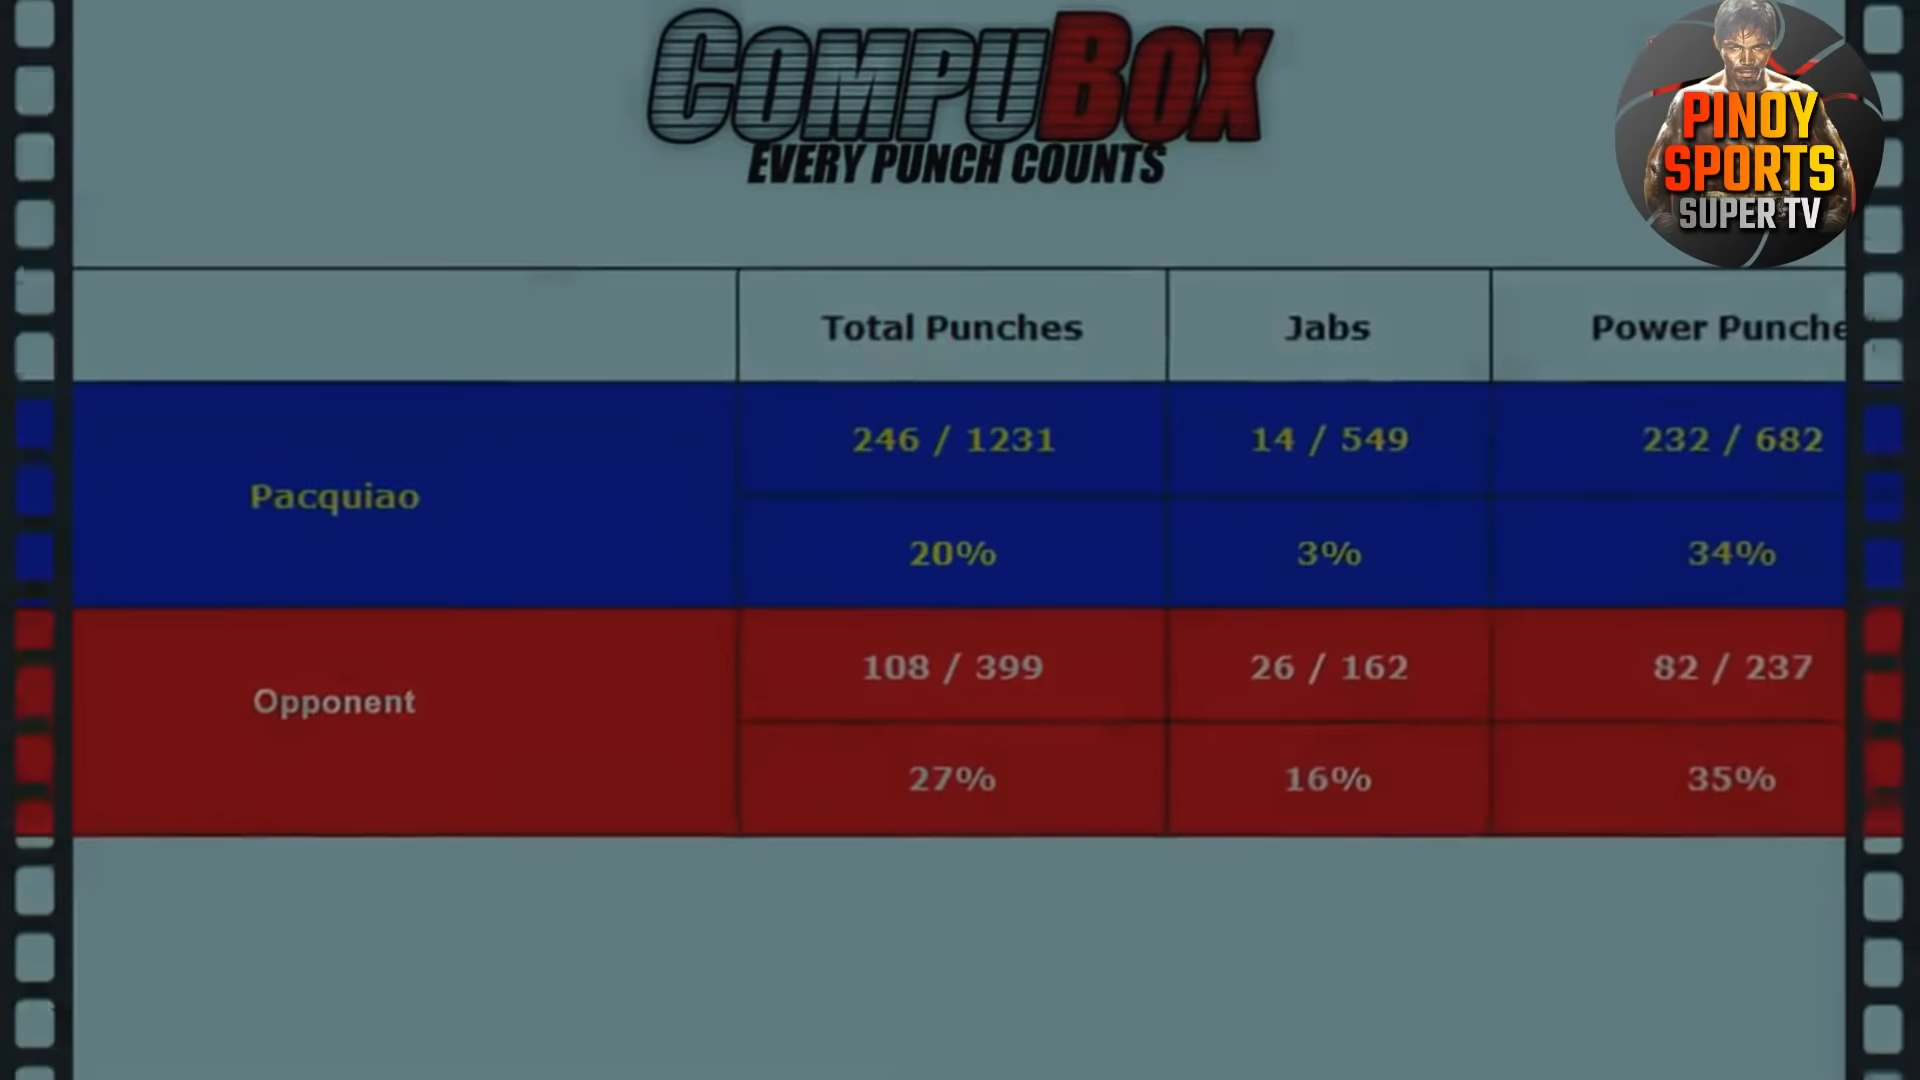 COMPUBOX
EVERY PUNCH COUNTS
PINOY
SPORTS
SUPER TV
Total Punches Jabs Power Punche
246 / 1231 14 / 549 232 / 682
Pacquiao
20% 3% 34%
108 / 399 26 / 162 82 / 237
Opponent
27% 16% 35%